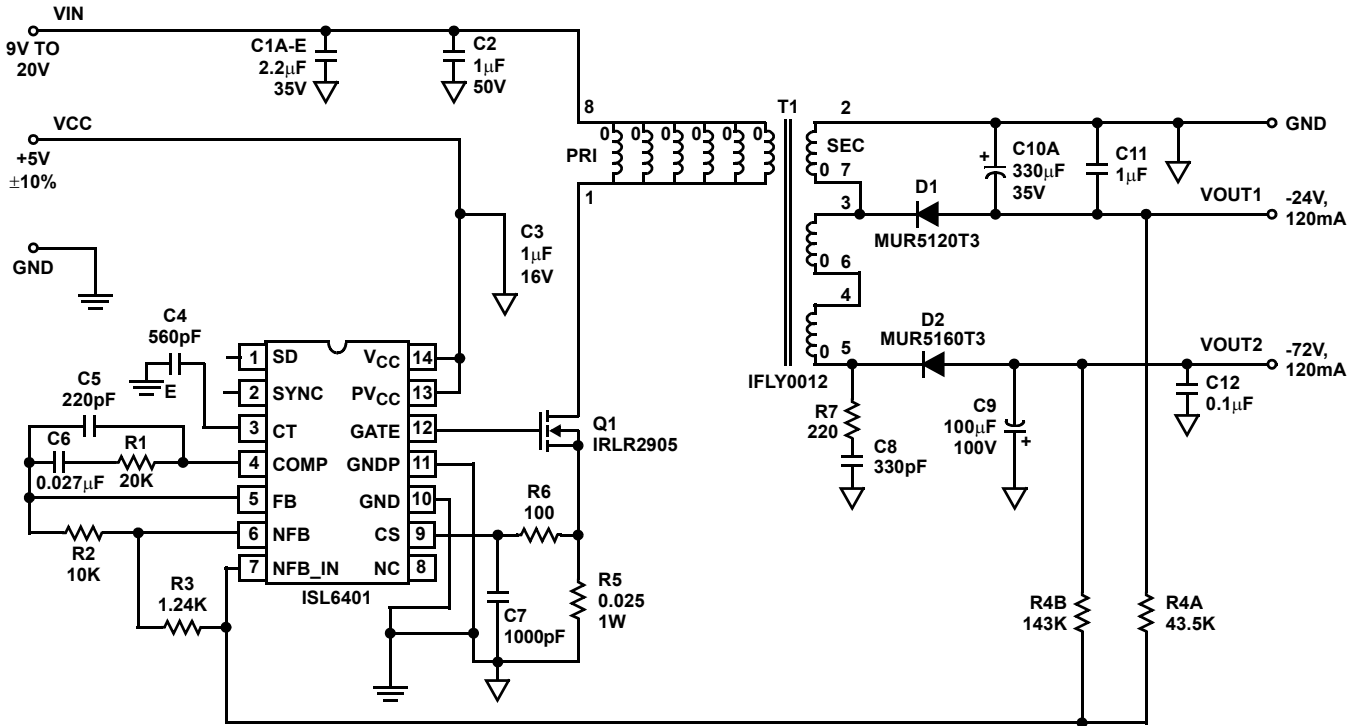 VIN
9V TO
20V
C1A-E
2.2µF
35V
C2
1µF
50V
VCC
+5V
±10%
GND
C3
1µF
16V
8
PRI
0 0 0 0 0 0
1
T1
2
SEC
0 7
3
0 6
4
0 5
IFLY0012
D1
MUR5120T3
C10A
+
330µF
35V
C11
1µF
GND
VOUT1
-24V,
120mA
D2
MUR5160T3
VOUT2
-72V,
120mA
R7
220
C8
330pF
C9
100µF
100V
+
C12
0.1µF
C4
560pF
E
C5
220pF
C6
0.027µF
R1
20K
R2
10K
R3
1.24K
1 SD
2 SYNC
3 CT
4 COMP
5 FB
6 NFB
7 NFB_IN
VCC 14
PVCC 13
GATE 12
GNDP 11
GND 10
CS 9
NC 8
ISL6401
Q1
IRLR2905
R6
100
C7
1000pF
R5
0.025
1W
R4B
143K
R4A
43.5K